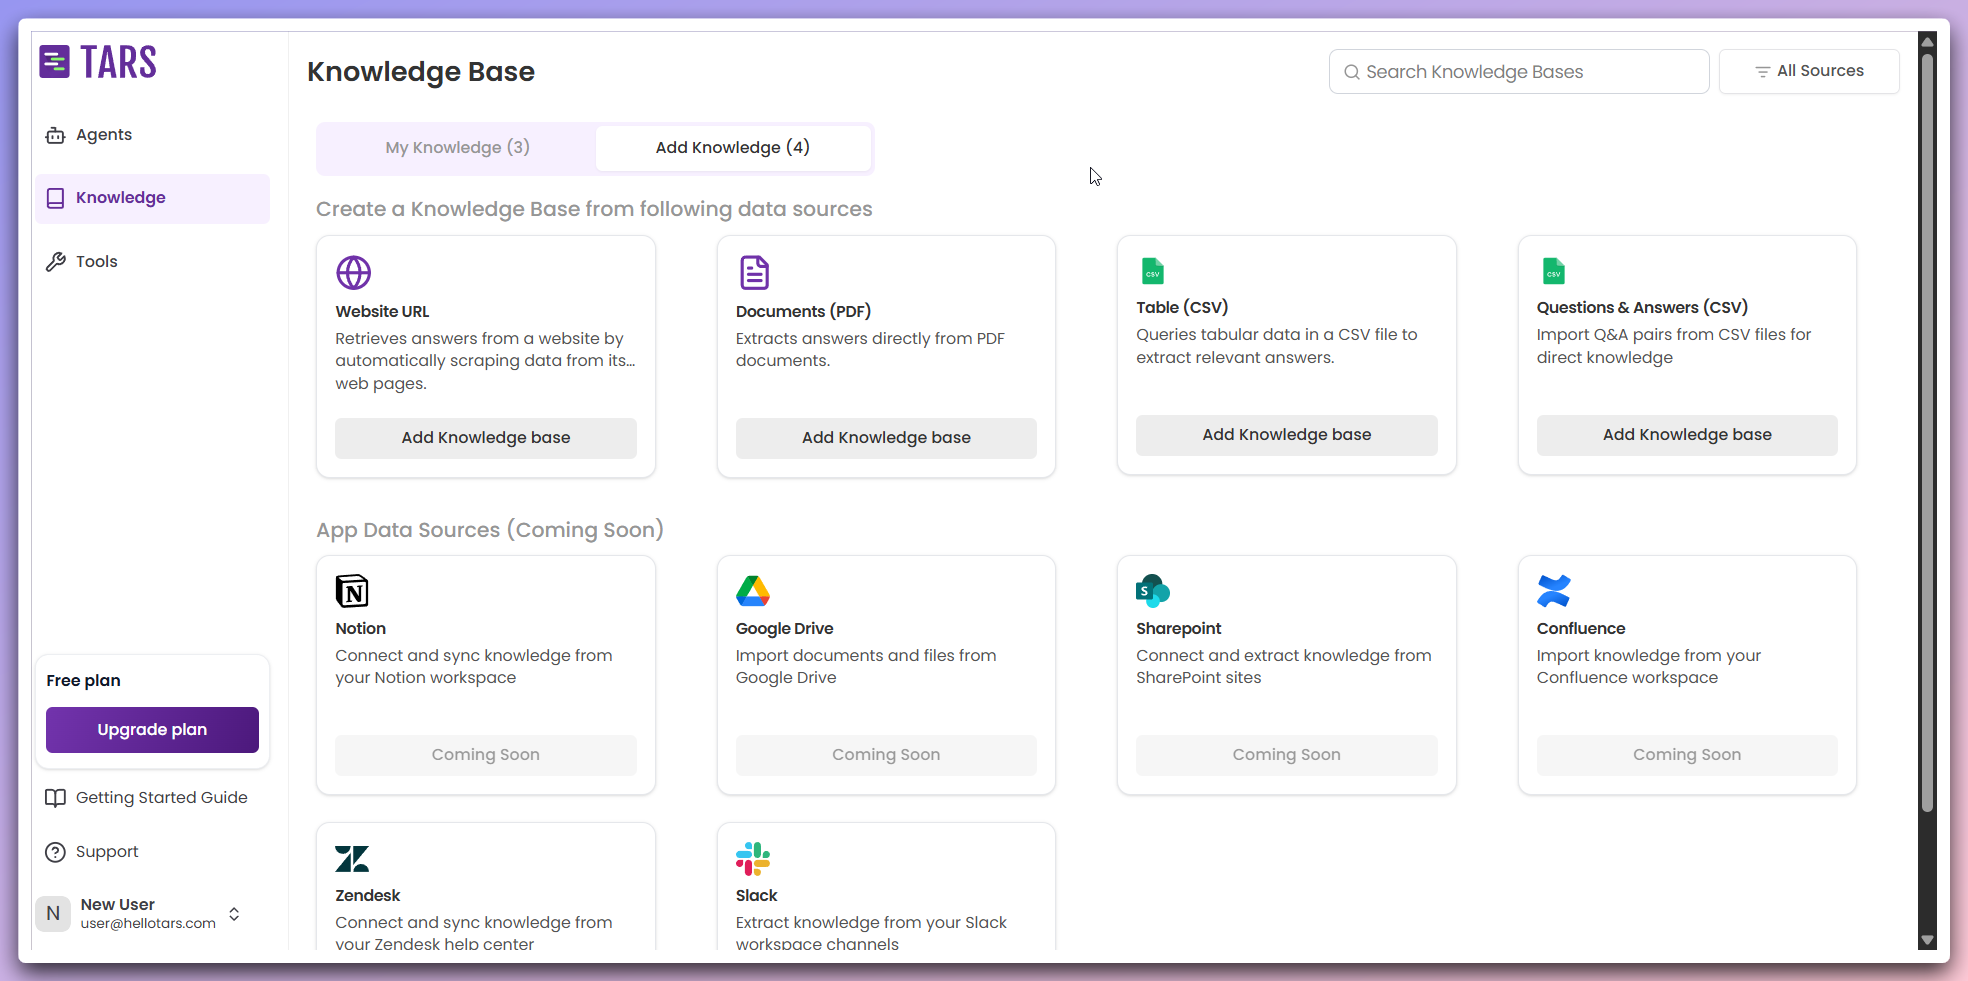 TARS
Agents
Knowledge
Tools
Free plan
Upgrade plan
Getting Started Guide
Support
N
New User
user@hellotars.com
Knowledge Base
Search Knowledge Bases
All Sources
My Knowledge (3)
Add Knowledge (4)
Create a Knowledge Base from following data sources
Website URL
Retrieves answers from a website by
automatically scraping data from its...
web pages.
Add Knowledge base
Documents (PDF)
Extracts answers directly from PDF
documents.
Add Knowledge base
CSV
Table (CSV)
Queries tabular data in a CSV file to
extract relevant answers.
Add Knowledge base
CSV
Questions & Answers (CSV)
Import Q&A pairs from CSV files for
direct knowledge
Add Knowledge base
App Data Sources (Coming Soon)
N
Notion
Connect and sync knowledge from
your Notion workspace
Coming Soon
Google Drive
Import documents and files from
Google Drive
Coming Soon
S
Sharepoint
Connect and extract knowledge from
SharePoint sites
Coming Soon
Confluence
Import knowledge from your
Confluence workspace
Coming Soon
Zendesk
Connect and sync knowledge from
your Zendesk help center
Slack
Extract knowledge from your Slack
workspace channels